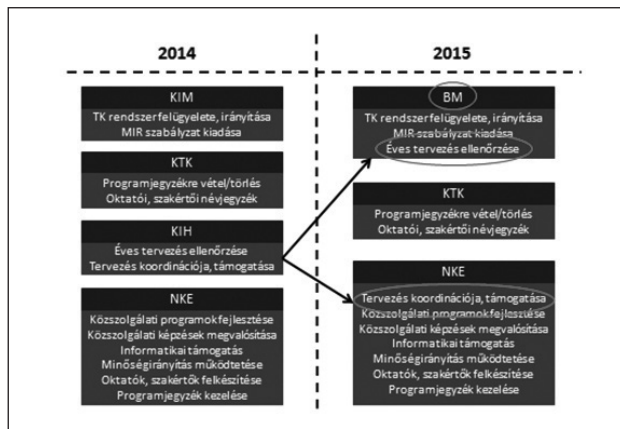 2014
KIM
TK rendszerfelügyelete, irányítása
MIR szabályzat kiadása
KTK
Programjegyzékre vétel/törlés
Oktatói, szakértői névjegyzék
KIH
Éves tervezés ellenőrzése
Tervezés koordinációja, támogatása
NKE
Közszolgálati programok fejlesztése
Közszolgálati képzések megvalósítása
Informatikai támogatás
Minőségirányítás működtetése
Oktatók, szakértők felkészítése
Programjegyzék kezelése
2015
BM
TK rendszerfelügyelete, irányítása
MIR szabályzat kiadása
Éves tervezés ellenőrzése
KTK
Programjegyzékre vétel/törlés
Oktatói, szakértői névjegyzék
NKE
Tervezés koordinációja, támogatása
Közszolgálati programok fejlesztése
Közszolgálati képzések megvalósítása
Informatikai támogatás
Minőségirányítás működtetése
Oktatók, szakértők felkészítése
Programjegyzék kezelése